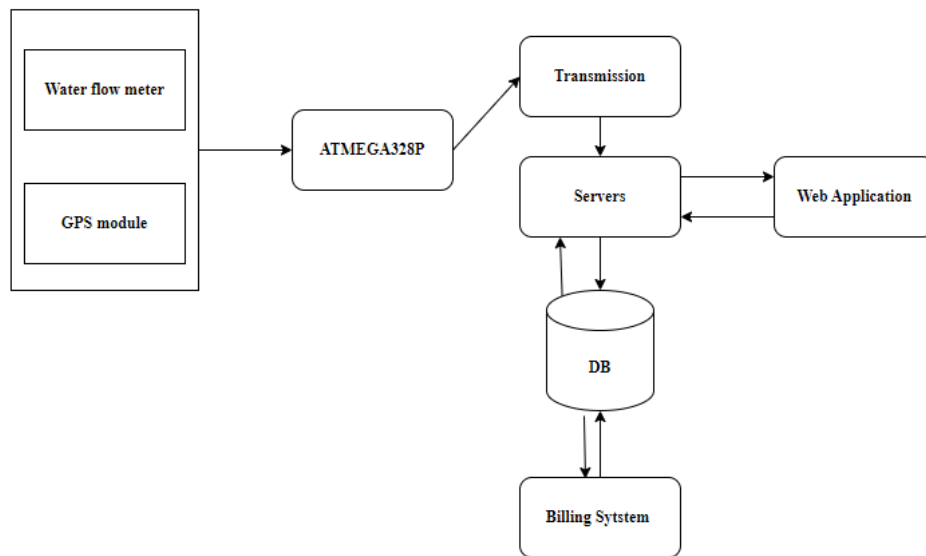 Water flow meter
GPS module
ATMEGA328P
Transmission
Servers
Web Application
DB
Billing Sytstem